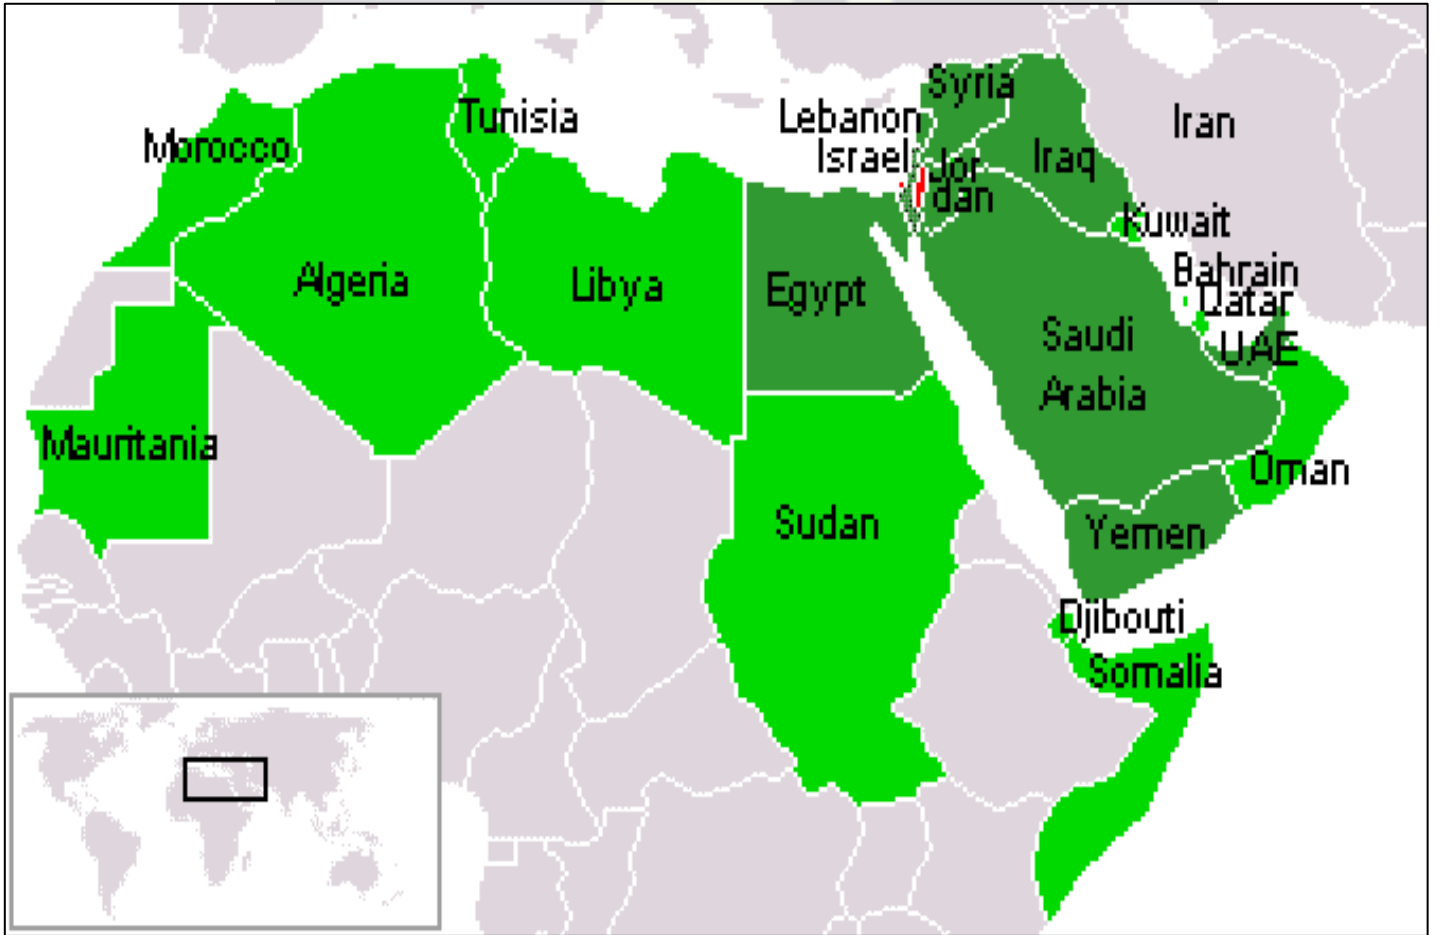 Syria
Lebanon
Tunisia
Iran
Morocco
Israel
Jor
dan
Iraq
Kuwait
Bahrain
Algeria
Libya
Egypt
Qatar
Saudi
Arabia
UAE
Mauritania
Oman
Sudan
Yemen
Djibouti
Somalia